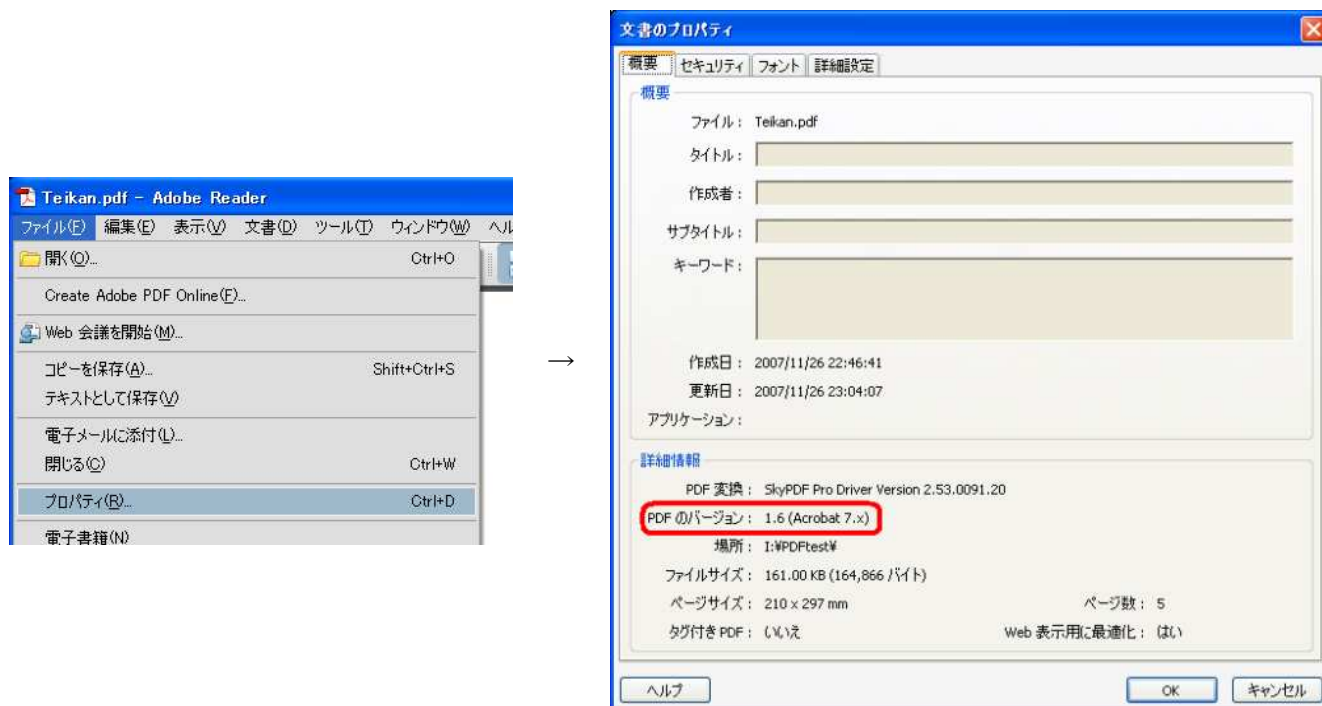 Teikan.pdf - Adobe Reader
ファイル(F) 編集(E) 表示(V) 文書(D) ツール(T) ウィンドウ(W) ヘル
開く(O)... Ctrl+O
Create Adobe PDF Online(F)...
Web 会議を開始(M)...
コピーを保存(A)... Shift+Ctrl+S
テキストとして保存(V)
電子メールに添付(L)...
閉じる(C) Ctrl+W
プロパティ(R)... Ctrl+D
電子書籍(N)
→
文書のプロパティ
概要 セキュリティ フォント 詳細設定
概要
ファイル: Teikan.pdf
タイトル:
作成者:
サブタイトル:
キーワード:
作成日: 2007/11/26 22:46:41
更新日: 2007/11/26 23:04:07
アプリケーション:
詳細情報
PDF 変換: SkyPDF Pro Driver Version 2.53.0091.20
PDF のバージョン: 1.6 (Acrobat 7.x)
場所: I:¥PDFtest¥
ファイルサイズ: 161.00 KB (164,866 バイト)
ページサイズ: 210 x 297 mm ページ数: 5
タグ付き PDF: いいえ Web 表示用に最適化: はい
ヘルプ OK キャンセル